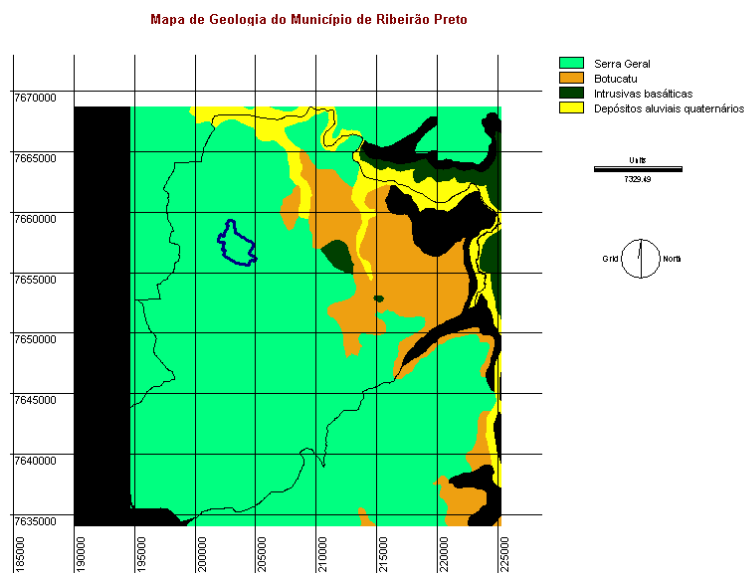 Mapa de Geologia do Município de Ribeirão Preto
Serra Geral
Botucatu
Intrusivas basálticas
Depósitos aluviais quaternários
Units
7329.49
Grid
North
7670000
7665000
7660000
7655000
7650000
7645000
7640000
7635000
185000
190000
195000
200000
205000
210000
215000
220000
225000